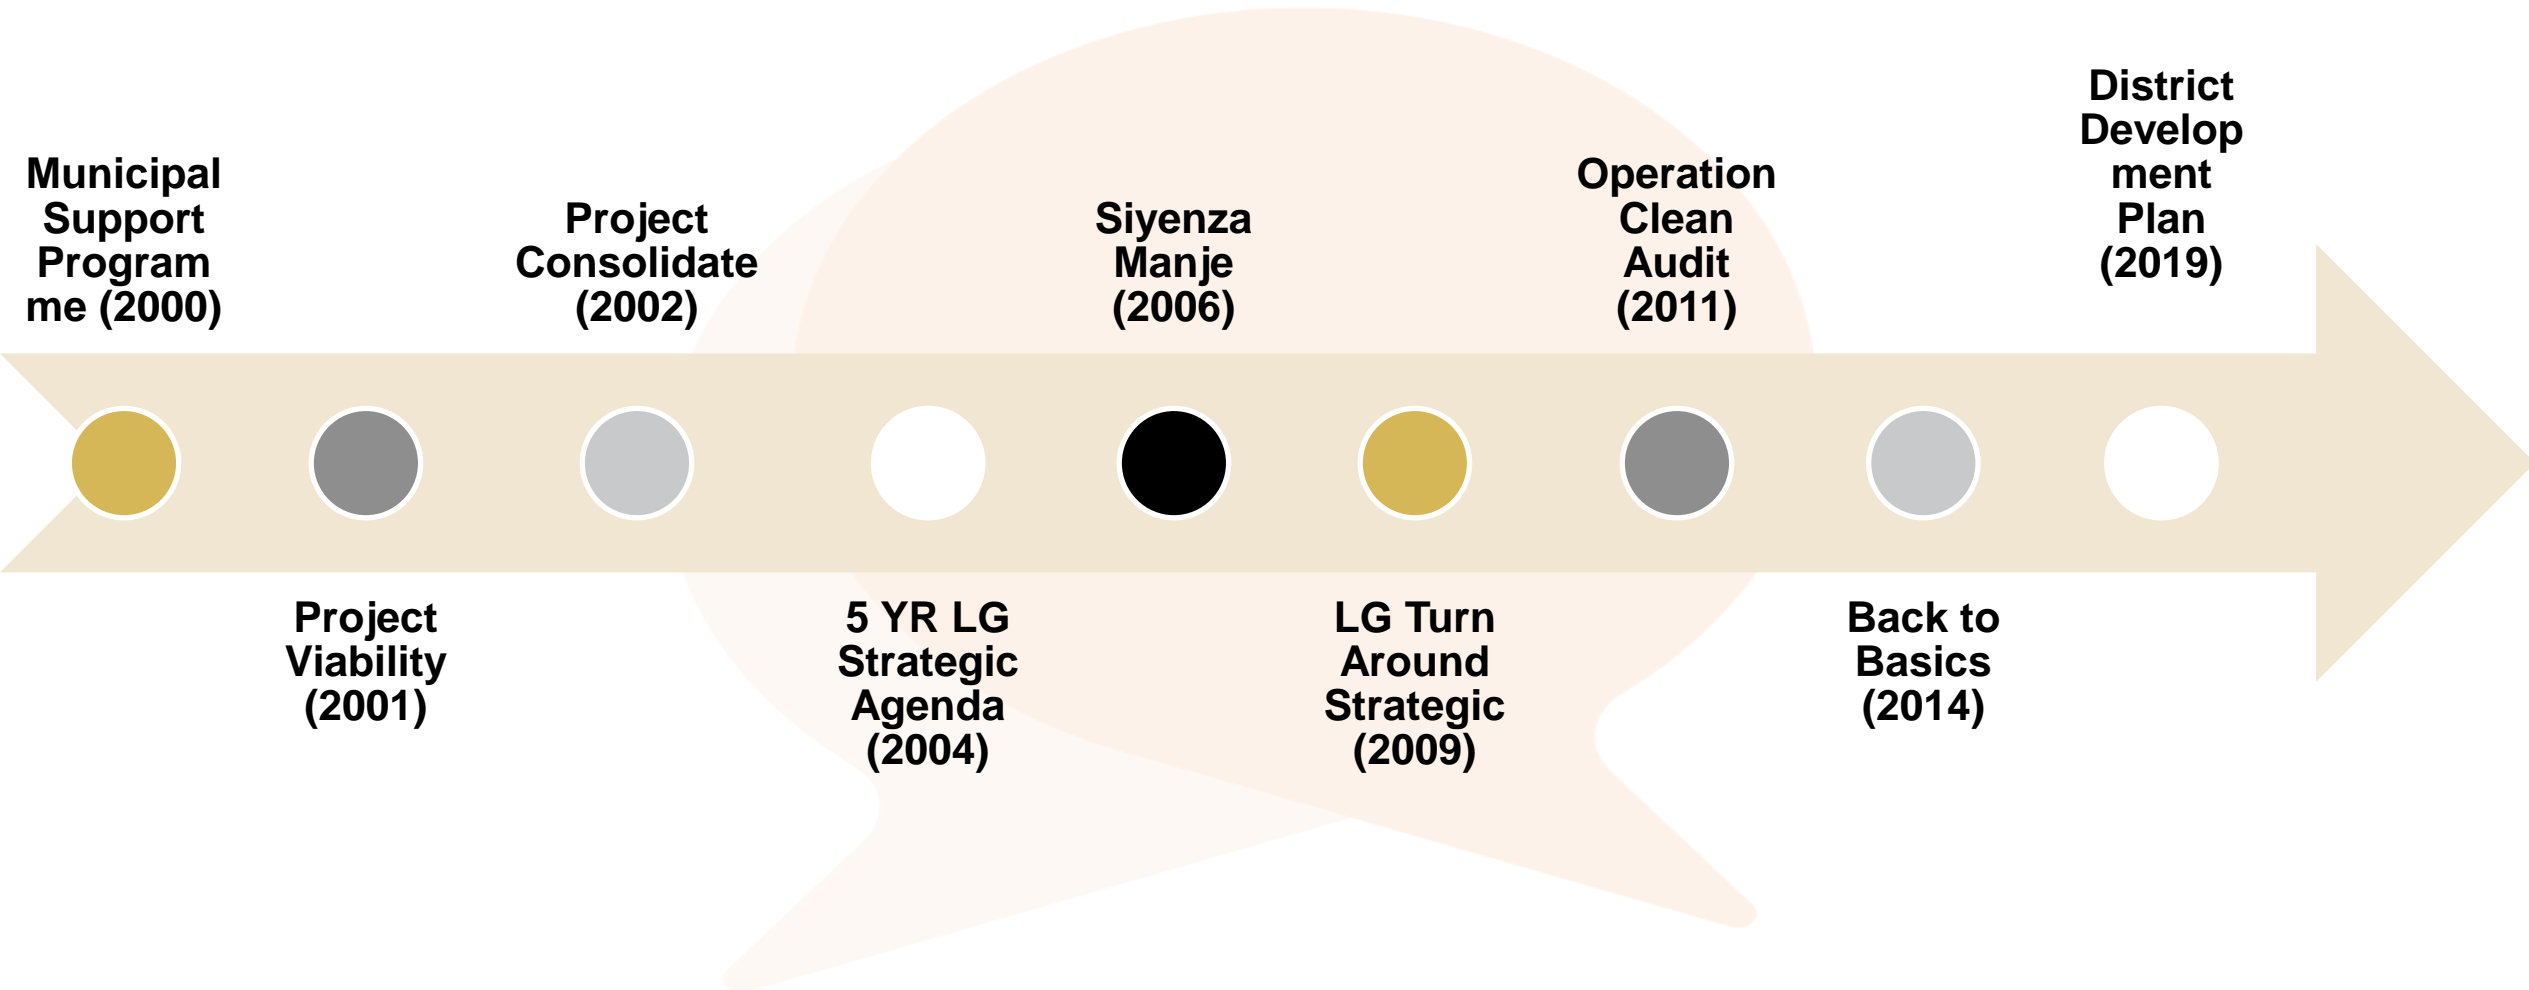 Municipal
Support
Program
me (2000)
Project
Viability
(2001)
Project
Consolidate
(2002)
5 YR LG
Strategic
Agenda
(2004)
Siyenza
Manje
(2006)
LG Turn
Around
Strategic
(2009)
Operation
Clean
Audit
(2011)
Back to
Basics
(2014)
District
Develop
ment
Plan
(2019)